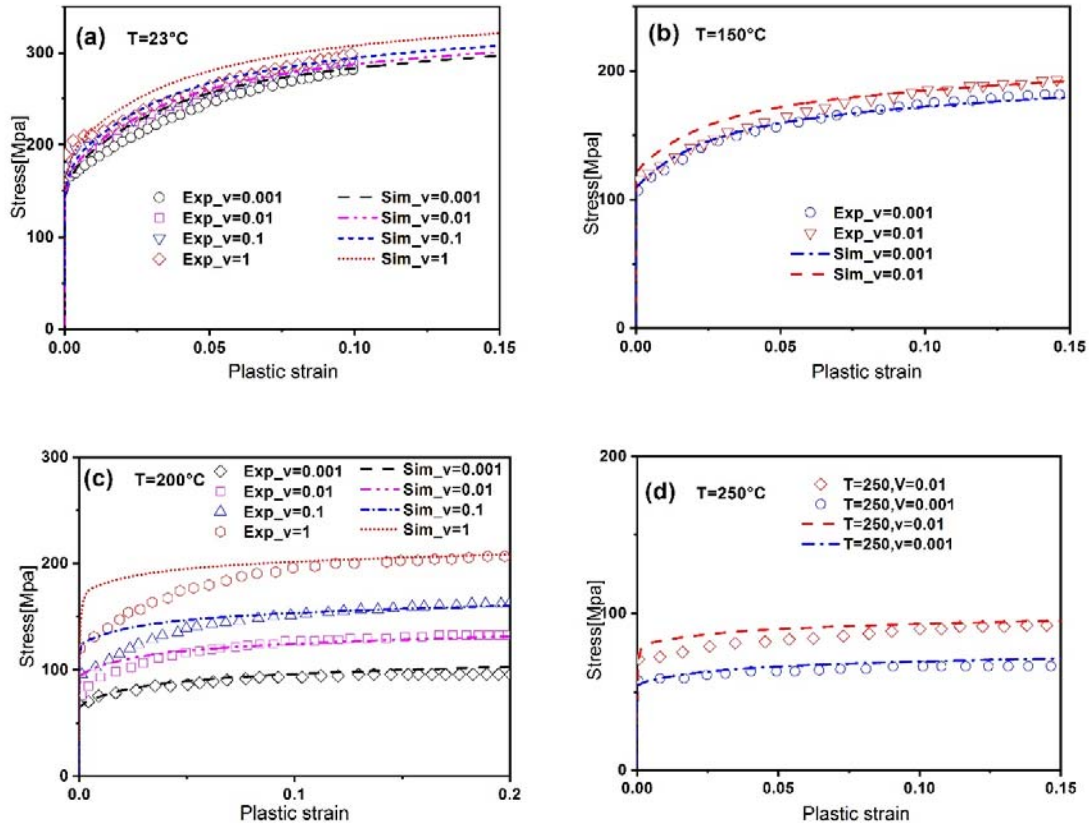 (a) T=23°C
300
200
100
0
Stress[Mpa]
Exp_v=0.001 Sim_v=0.001
Exp_v=0.01 Sim_v=0.01
Exp_v=0.1 Sim_v=0.1
Exp_v=1 Sim_v=1
0.00 0.05 0.10 0.15
Plastic strain
(b) T=150°C
200
100
0
Stress[Mpa]
Exp_v=0.001
Exp_v=0.01
Sim_v=0.001
Sim_v=0.01
0.00 0.05 0.10 0.15
Plastic strain
(c) T=200°C
300
200
100
0
Stress[Mpa]
Exp_v=0.001 Sim_v=0.001
Exp_v=0.01 Sim_v=0.01
Exp_v=0.1 Sim_v=0.1
Exp_v=1 Sim_v=1
0.0 0.1 0.2
Plastic strain
(d) T=250°C
200
100
0
Stress[Mpa]
T=250,V=0.01
T=250,V=0.001
T=250,v=0.01
T=250,v=0.001
0.00 0.05 0.10 0.15
Plastic strain